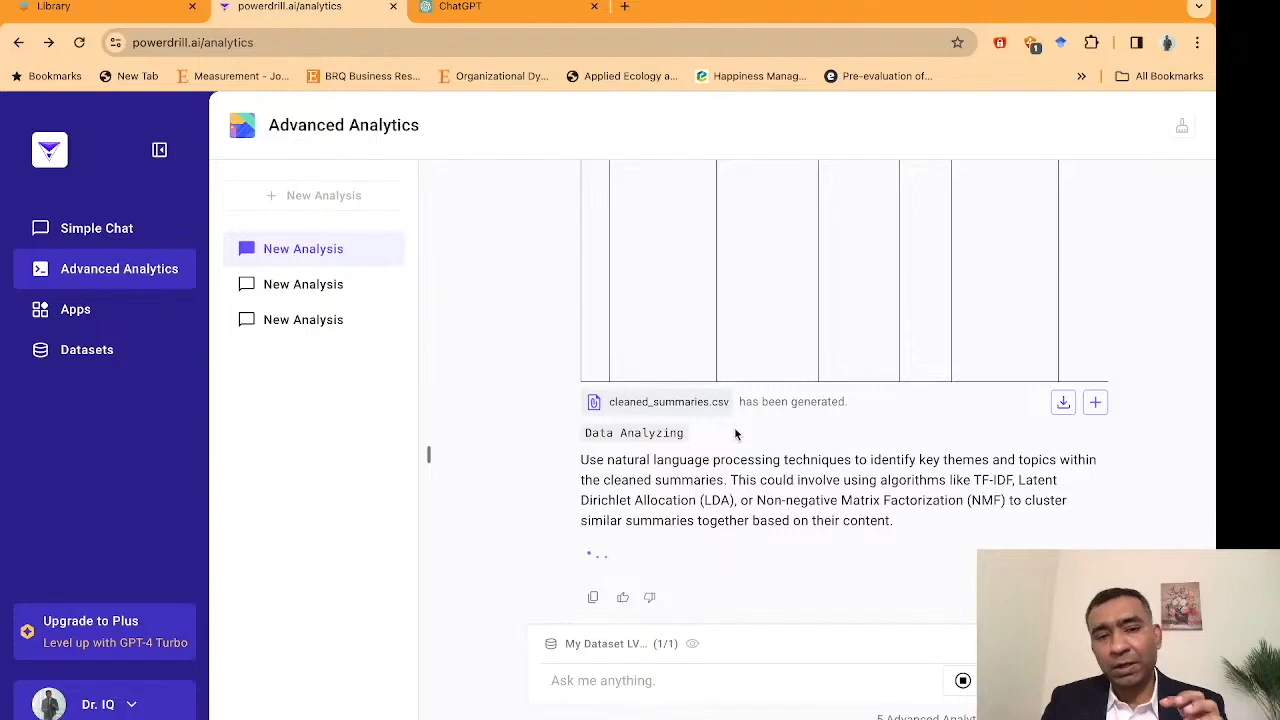 Library
powerdrill.ai/analytics
ChatGPT
powerdrill.ai/analytics
1
Bookmarks
New Tab
Measurement - Jo...
BRQ Business Res...
Organizational Dy...
Applied Ecology a...
Happiness Manag...
Pre-evaluation of...
All Bookmarks
Advanced Analytics
New Analysis
Simple Chat
Advanced Analytics
Apps
Datasets
New Analysis
New Analysis
New Analysis
cleaned_summaries.csv has been generated.
Data Analyzing
Use natural language processing techniques to identify key themes and topics within
the cleaned summaries. This could involve using algorithms like TF-IDF, Latent
Dirichlet Allocation (LDA), or Non-negative Matrix Factorization (NMF) to cluster
similar summaries together based on their content.
Upgrade to Plus
Level up with GPT-4 Turbo
My Dataset LV... (1/1)
Ask me anything.
Dr. IQ
5 Advanced Analyt